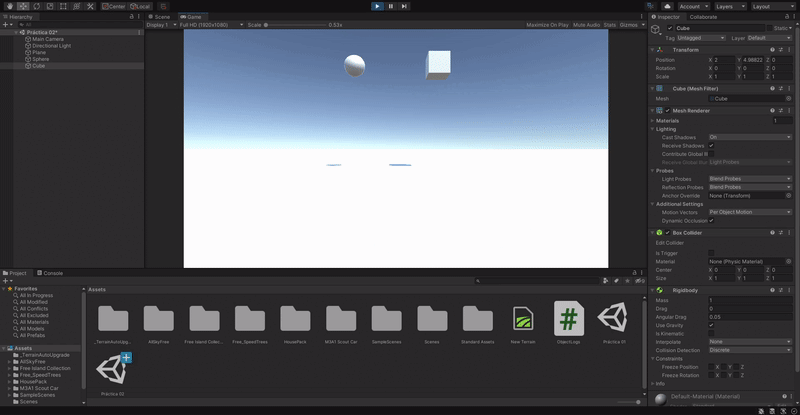 Center
Local
Account
Layers
Layout
Hierarchy
All
Práctica 02*
Main Camera
Directional Light
Plane
Sphere
Cube
Scene
Game
Display 1
Full HD (1920x1080)
Scale
0.53x
Maximize On Play
Mute Audio
Stats
Gizmos
Inspector
Collaborate
Cube
Static
Tag
Untagged
Layer
Default
Transform
Position X 2 Y 4.98822 Z 0
Rotation X 0 Y 0 Z 0
Scale X 1 Y 1 Z 1
Cube (Mesh Filter)
Mesh
Cube
Mesh Renderer
Materials
1
Lighting
Cast Shadows
On
Receive Shadows
Contribute Global Il
Receive Global Illum
Light Probes
Probes
Light Probes
Blend Probes
Reflection Probes
Blend Probes
Anchor Override
None (Transform)
Additional Settings
Motion Vectors
Per Object Motion
Dynamic Occlusion
Box Collider
Edit Collider
Is Trigger
Material
None (Physic Material)
Center X 0 Y 0 Z 0
Size X 1 Y 1 Z 1
Rigidbody
Mass
1
Drag
0
Angular Drag
0.05
Use Gravity
Is Kinematic
Interpolate
None
Collision Detection
Discrete
Constraints
Freeze Position X Y Z
Freeze Rotation X Y Z
Info
Default-Material (Material)
Project
Console
Favorites
All In Progress
All Modified
All Conflicts
All Excluded
All Materials
All Models
All Prefabs
Assets
_TerrainAutoUpgrade
AllSkyFree
Free Island Collection
Free_SpeedTrees
HousePack
M3A1 Scout Car
SampleScenes
Scenes
Assets
_TerrainAutoUpg...
AllSkyFree
Free Island Collec...
Free_SpeedTrees
HousePack
M3A1 Scout Car
SampleScenes
Scenes
Standard Assets
New Terrain
ObjectLogs
Práctica 01
Práctica 02